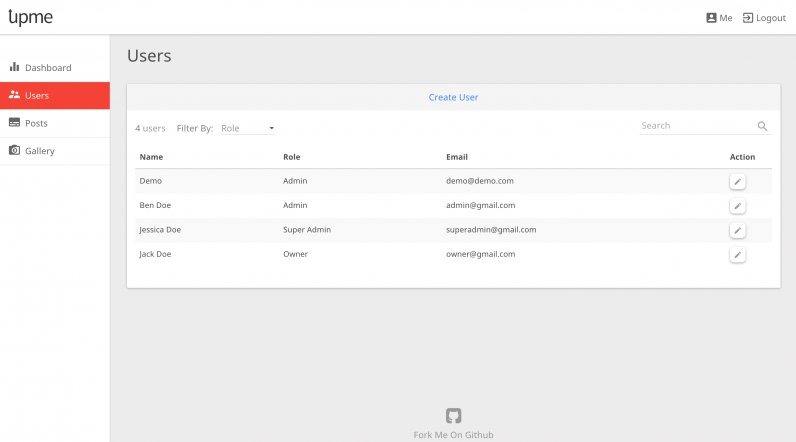 upme
Me Logout
Dashboard
Users
Posts
Gallery
Users
Create User
4 users Filter By: Role Search
Name Role Email Action
Demo Admin demo@demo.com
Ben Doe Admin admin@gmail.com
Jessica Doe Super Admin superadmin@gmail.com
Jack Doe Owner owner@gmail.com
Fork Me On Github